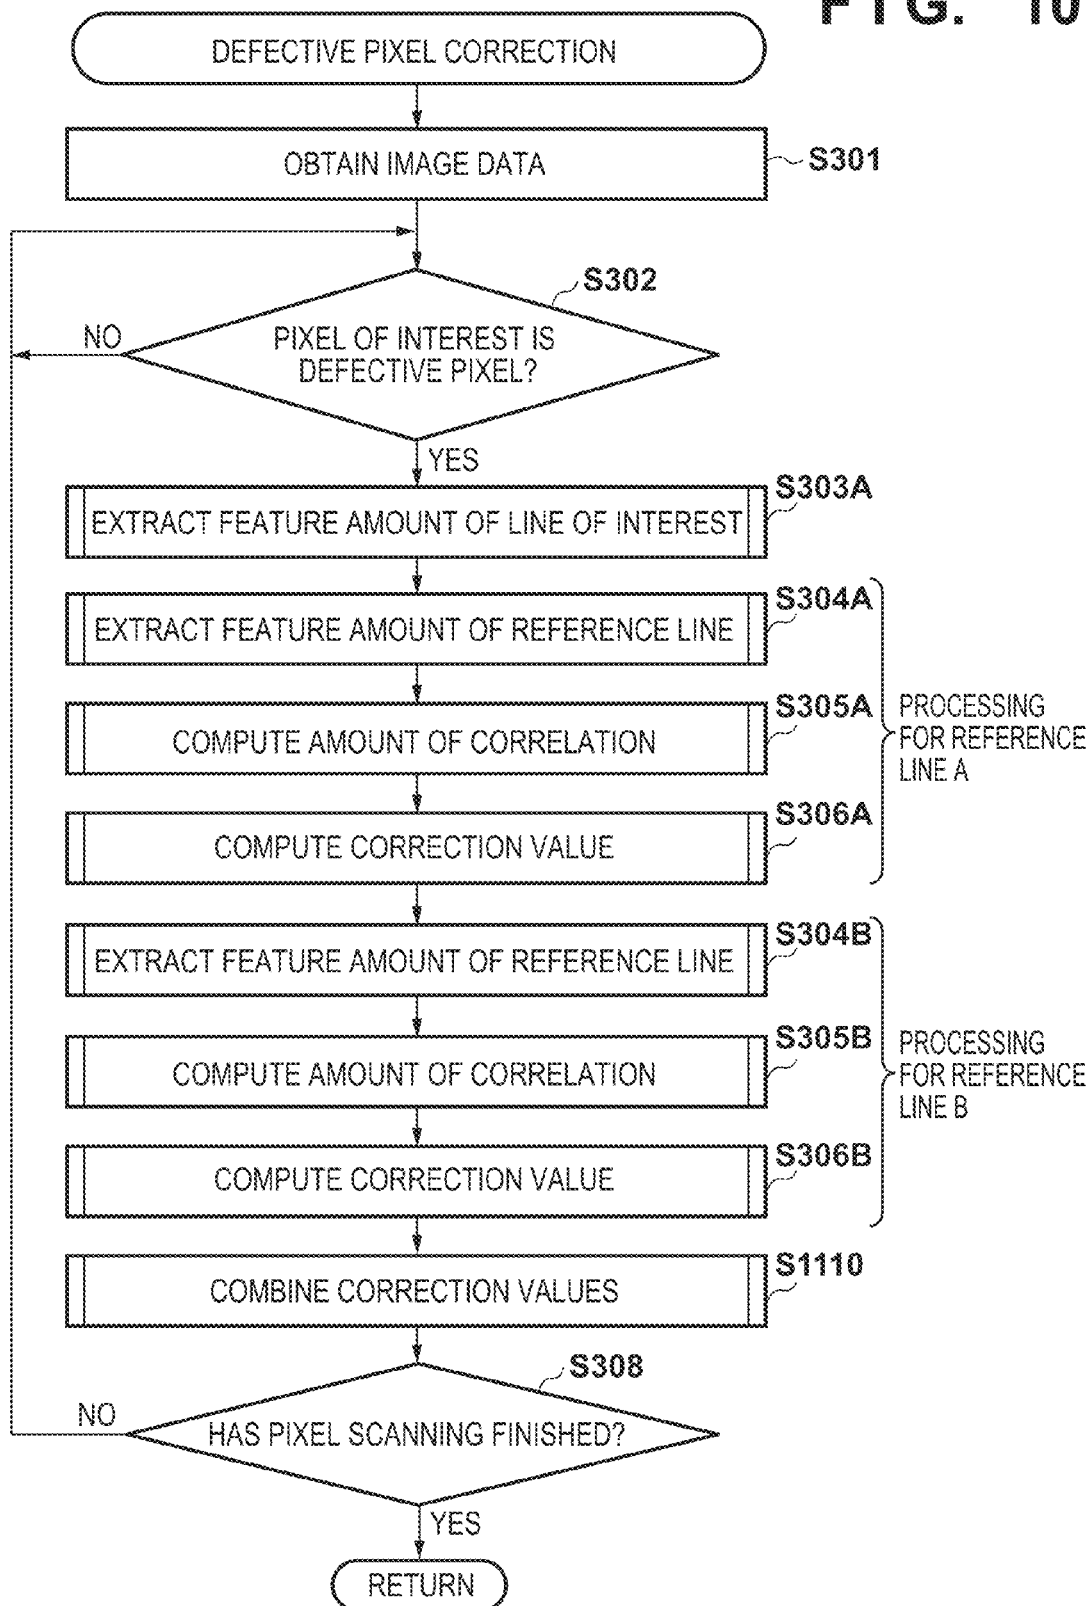 FIG. 10
DEFECTIVE PIXEL CORRECTION
OBTAIN IMAGE DATA
S301
S302
NO
PIXEL OF INTEREST IS
DEFECTIVE PIXEL?
YES
S303A
EXTRACT FEATURE AMOUNT OF LINE OF INTEREST
S304A
EXTRACT FEATURE AMOUNT OF REFERENCE LINE
S305A
COMPUTE AMOUNT OF CORRELATION
PROCESSING
FOR REFERENCE
LINE A
S306A
COMPUTE CORRECTION VALUE
S304B
EXTRACT FEATURE AMOUNT OF REFERENCE LINE
S305B
COMPUTE AMOUNT OF CORRELATION
PROCESSING
FOR REFERENCE
LINE B
S306B
COMPUTE CORRECTION VALUE
S1110
COMBINE CORRECTION VALUES
S308
NO
HAS PIXEL SCANNING FINISHED?
YES
RETURN